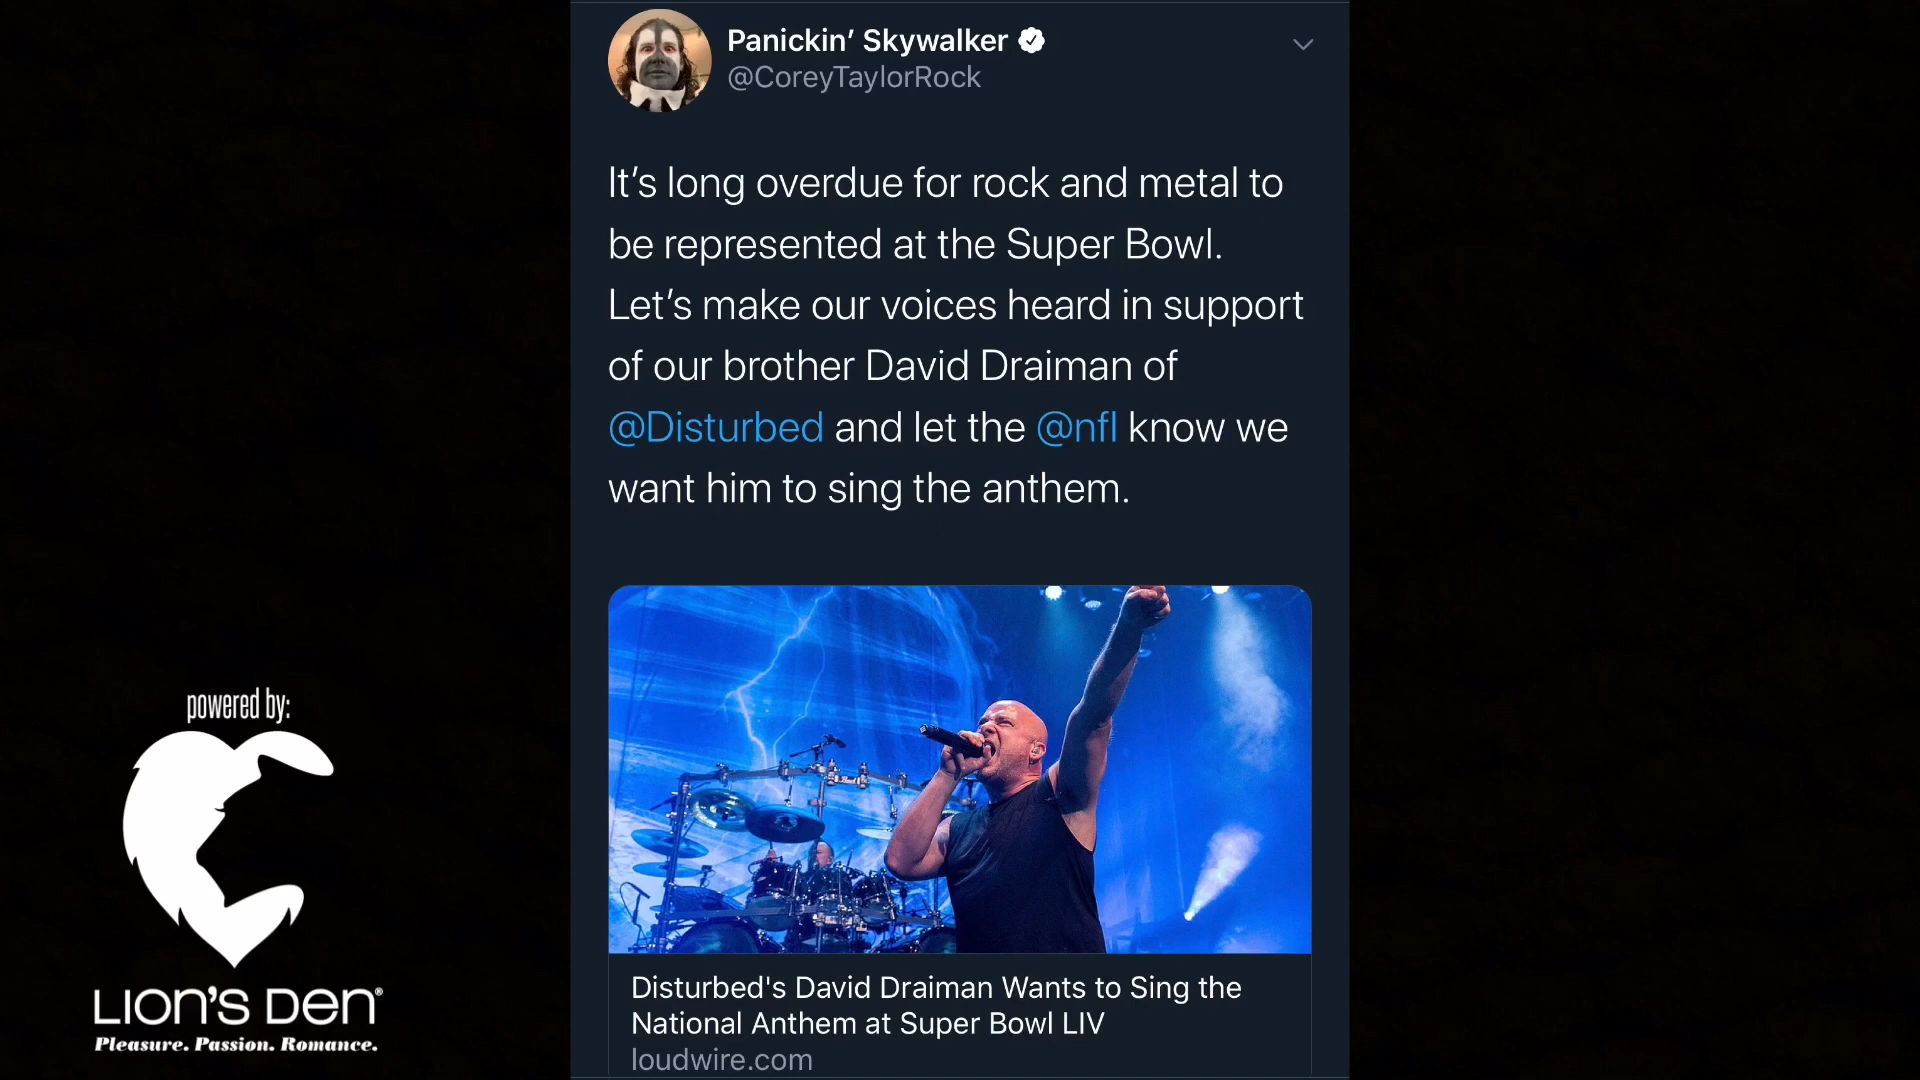 Panickin’ Skywalker
@CoreyTaylorRock
It’s long overdue for rock and metal to
be represented at the Super Bowl.
Let’s make our voices heard in support
of our brother David Draiman of
@Disturbed and let the @nfl know we
want him to sing the anthem.
Disturbed's David Draiman Wants to Sing the
National Anthem at Super Bowl LIV
loudwire.com
powered by:
LION'S DEN®
Pleasure. Passion. Romance.